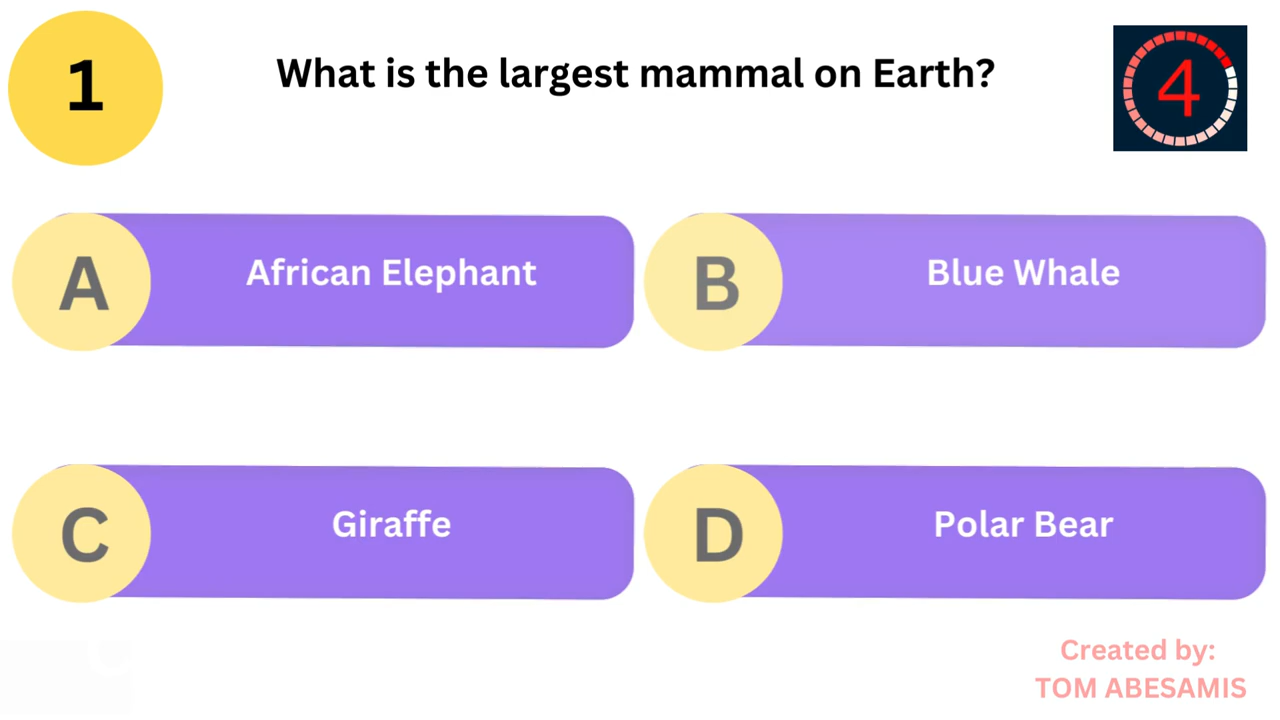 1
What is the largest mammal on Earth?
4
A
African Elephant
B
Blue Whale
C
Giraffe
D
Polar Bear
Created by:
TOM ABESAMIS